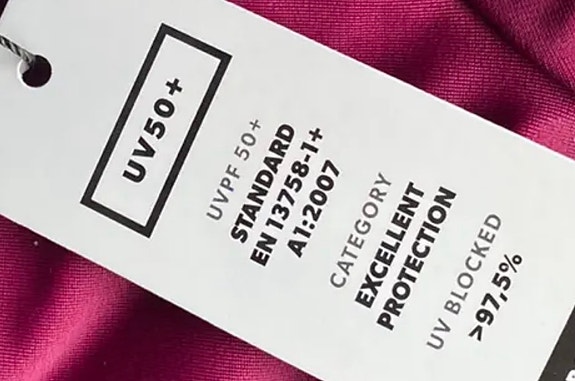 UV50+
UVPF 50+
STANDARD
EN 13758-1+
A1:2007
CATEGORY
EXCELLENT
PROTECTION
UV BLOCKED
>97,5%